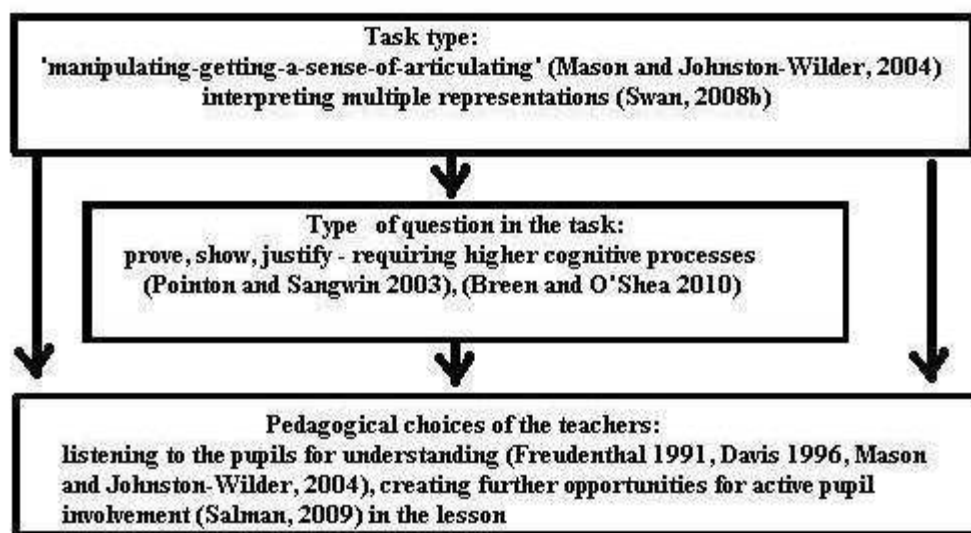 Task type:
'manipulating-getting-a-sense-of-articulating' (Mason and Johnston-Wilder, 2004)
interpreting multiple representations (Swan, 2008b)
Type of question in the task:
prove, show, justify - requiring higher cognitive processes
(Pointon and Sangwin 2003), (Breen and O'Shea 2010)
Pedagogical choices of the teachers:
listening to the pupils for understanding (Freudenthal 1991, Davis 1996, Mason
and Johnston-Wilder, 2004), creating further opportunities for active pupil
involvement (Salman, 2009) in the lesson